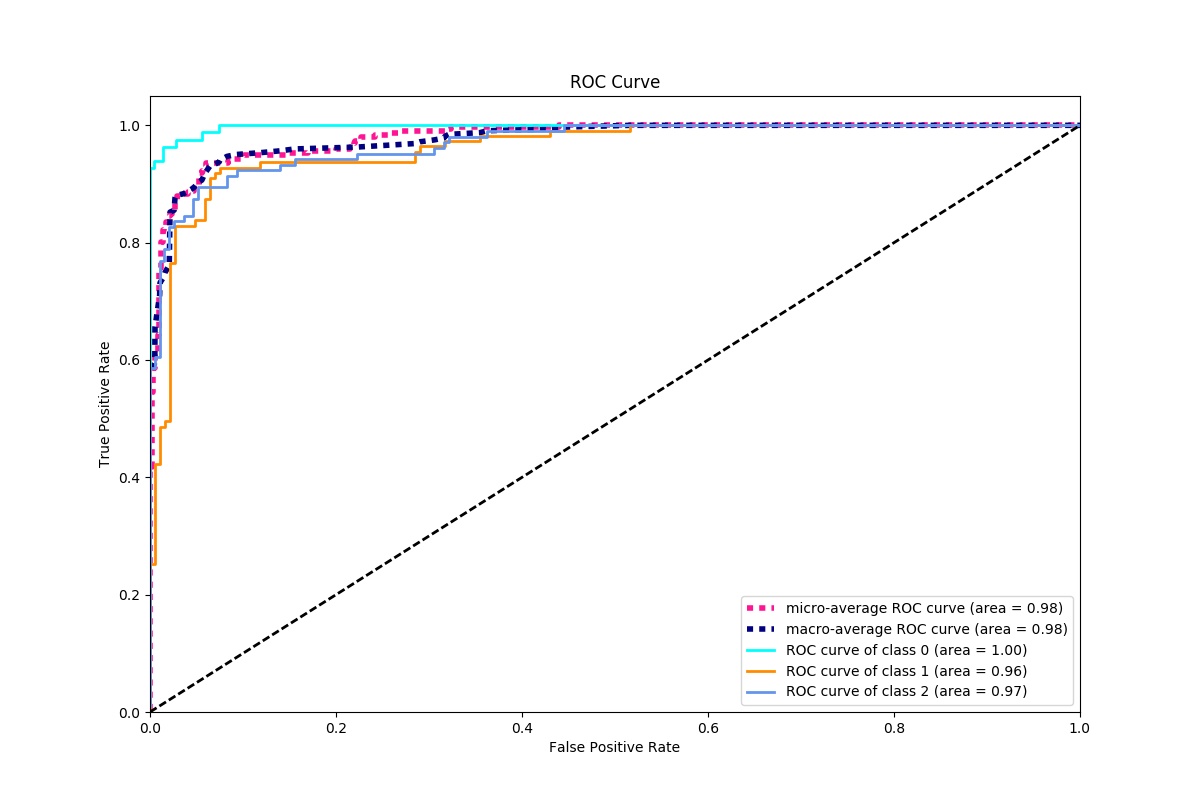 ROC Curve
1.0
0.8
0.6
0.4
0.2
0.0
True Positive Rate
0.0 0.2 0.4 0.6 0.8 1.0
False Positive Rate
micro-average ROC curve (area = 0.98)
macro-average ROC curve (area = 0.98)
ROC curve of class 0 (area = 1.00)
ROC curve of class 1 (area = 0.96)
ROC curve of class 2 (area = 0.97)